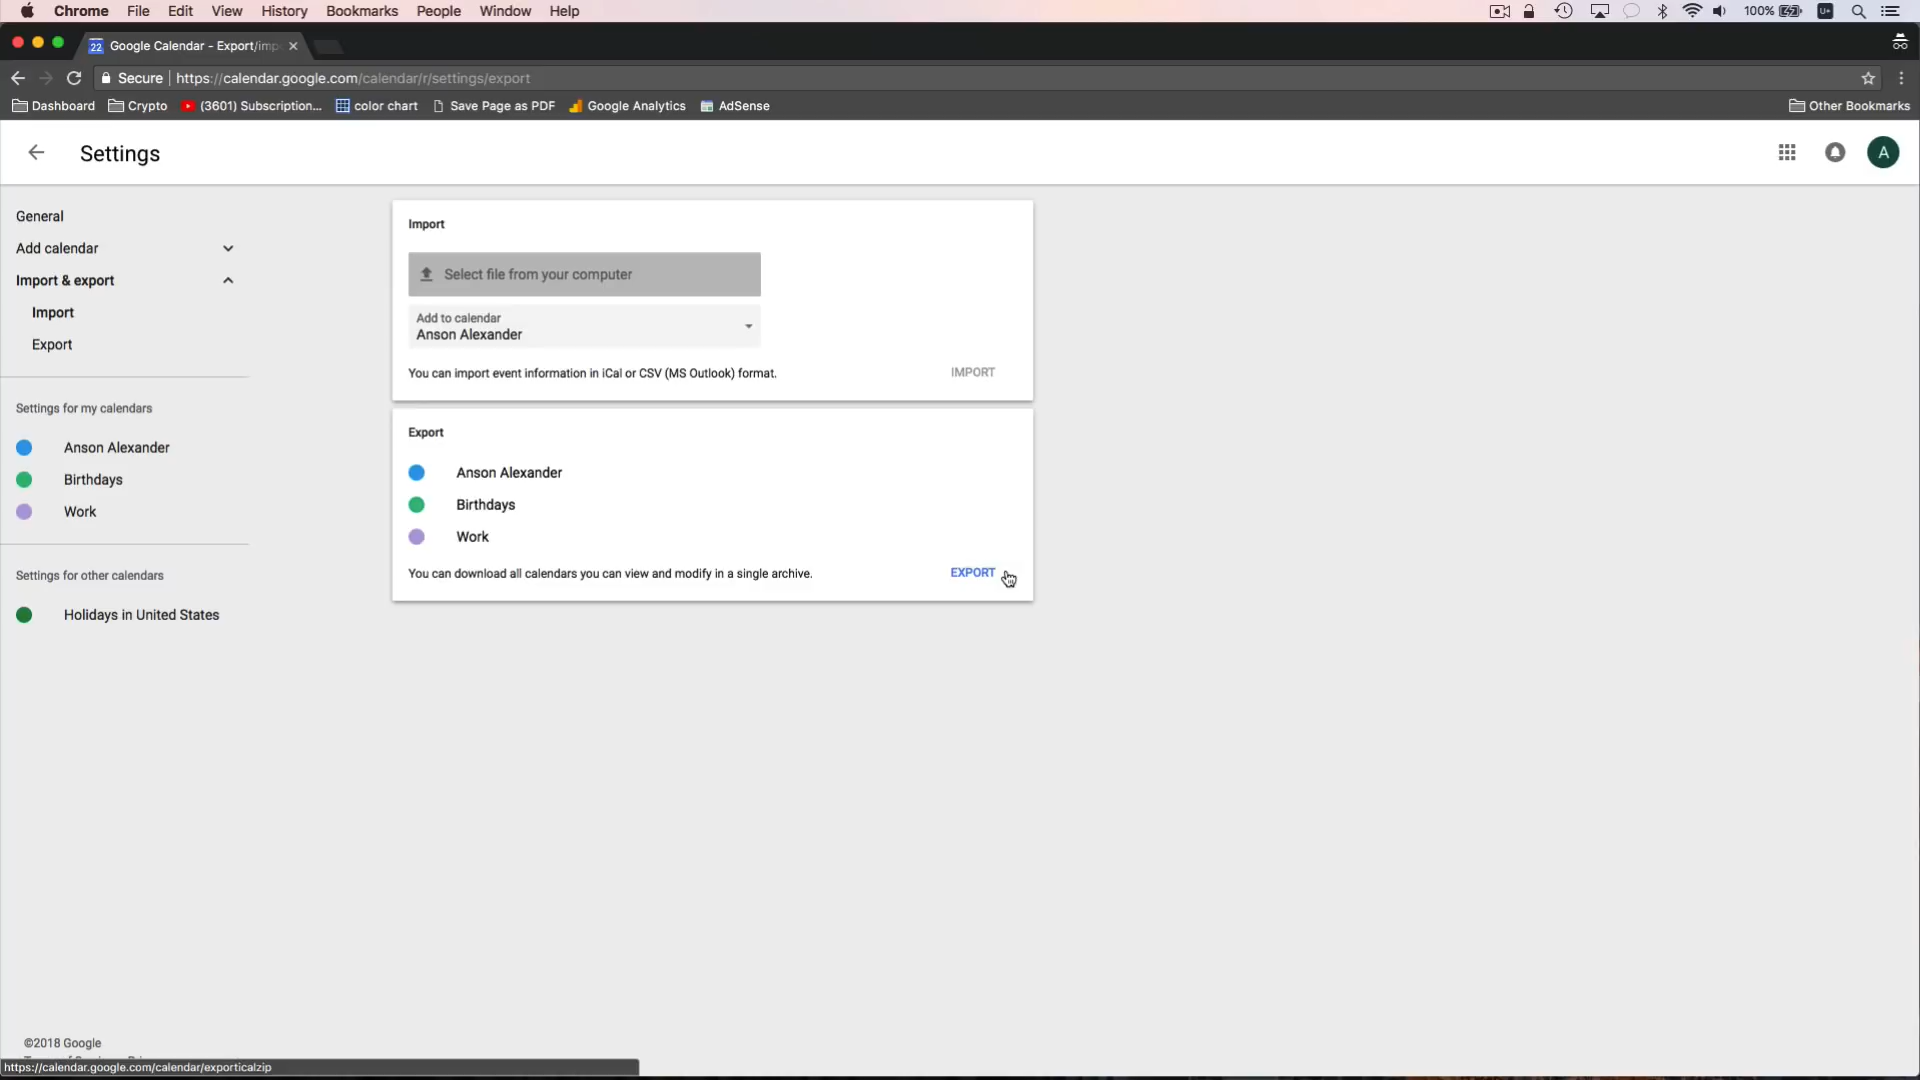 Chrome File Edit View History Bookmarks People Window Help 100% U+
22 Google Calendar - Export/imp
Secure | https://calendar.google.com/calendar/r/settings/export
Dashboard Crypto (3601) Subscription... color chart Save Page as PDF Google Analytics AdSense Other Bookmarks
Settings A
General
Add calendar
Import & export
Import
Export
Settings for my calendars
Anson Alexander
Birthdays
Work
Settings for other calendars
Holidays in United States
Import
Select file from your computer
Add to calendar
Anson Alexander
You can import event information in iCal or CSV (MS Outlook) format. IMPORT
Export
Anson Alexander
Birthdays
Work
You can download all calendars you can view and modify in a single archive. EXPORT
©2018 Google
https://calendar.google.com/calendar/exporticalzip